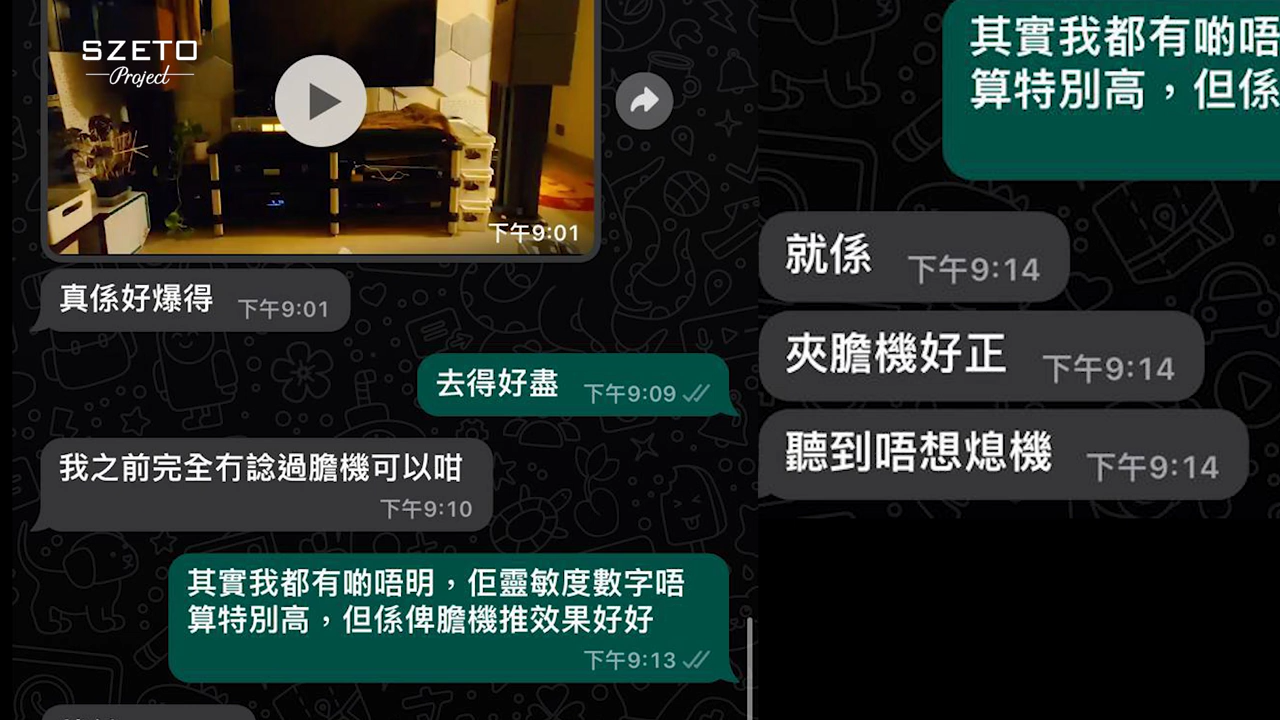 SZETO
Project
下午9:01
真係好爆得 下午9:01
去得好盡 下午9:09
我之前完全冇諗過膽機可以咁
下午9:10
其實我都有啲唔明，佢靈敏度數字唔
算特別高，但係俾膽機推效果好好
下午9:13
其實我都有啲唔
算特別高，但係
就係 下午9:14
夾膽機好正 下午9:14
聽到唔想熄機 下午9:14